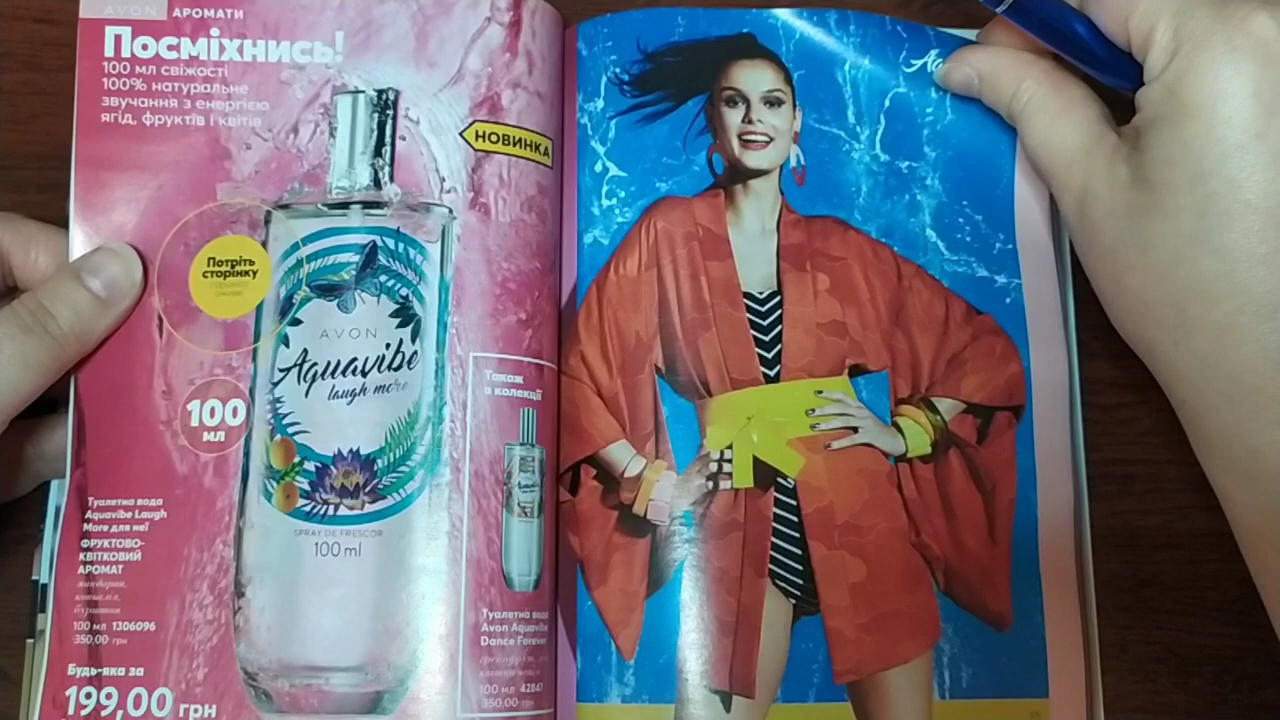 AVON АРОМАТИ
Посміхнись!
100 мл свіжості
100% натуральне
звучання з енергією
ягід, фруктів і квітів
НОВИНКА
Потріть
сторінку
AVON
Aquavibe
laugh more
SPRAY DE FRESCOR
100 ml
100
МЛ
Туалетна вода
Aquavibe Laugh
More для неї
ФРУКТОВО-
КВІТКОВИЙ
АРОМАТ
мандарин,
100 мл 1306096
350,00 грн
Будь-яка за
199,00 грн
Також
з колекції
Туалетна вода
Avon Aquavibe
Dance Forever
100 мл 42847
350,00 грн